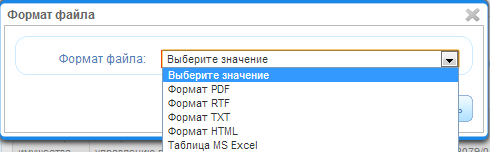 Формат файла
Формат файла: Выберите значение
Выберите значение
Формат PDF
Формат RTF
Формат TXT
Формат HTML
Таблица MS Excel